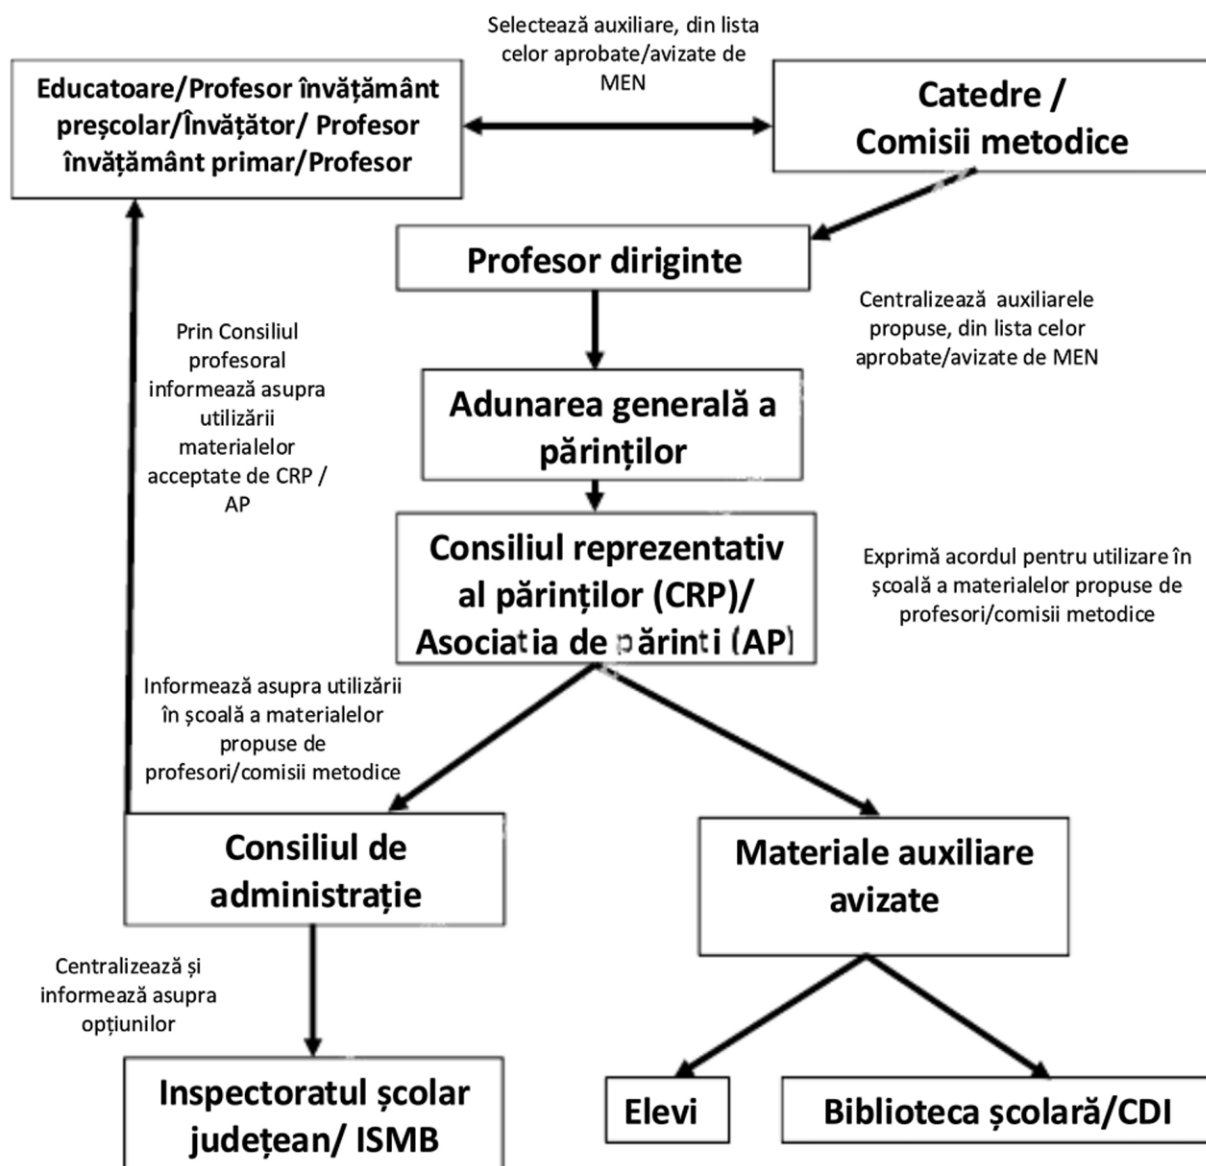 Selectează auxiliare, din lista
celor aprobate/avizate de
MEN
Educatoare/Profesor învățământ
preșcolar/Învățător/ Profesor
învățământ primar/Profesor
Catedre /
Comisii metodice
Profesor diriginte
Centralizează auxiliarele
propuse, din lista celor
aprobate/avizate de MEN
Prin Consiliul
profesoral
informează asupra
utilizării
materialelor
acceptate de CRP /
AP
Adunarea generală a
părinților
Consiliul reprezentativ
al părinților (CRP)/
Asociatia de părinti (AP)
Exprimă acordul pentru utilizare în
școală a materialelor propuse de
profesori/comisii metodice
Informează asupra utilizării
în școală a materialelor
propuse de
profesori/comisii metodice
Consiliul de
administrație
Materiale auxiliare
avizate
Centralizează și
informează asupra
opțiunilor
Inspectoratul școlar
județean/ ISMB
Elevi
Biblioteca școlară/CDI